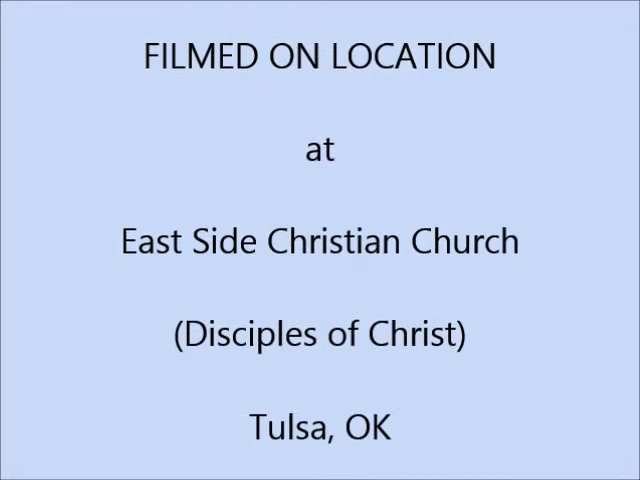 FILMED ON LOCATION
at
East Side Christian Church
(Disciples of Christ)
Tulsa, OK